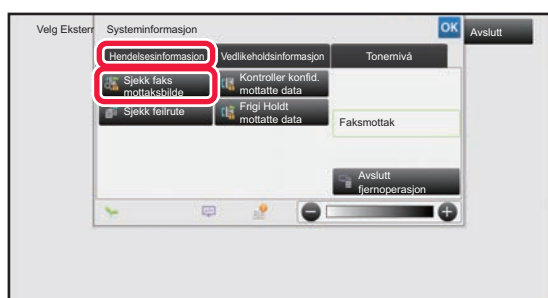 Velg Ekstern
Systeminformasjon
OK
Avslutt
Hendelsesinformasjon
Vedlikeholdsinformasjon
Tonernivå
Sjekk faks
mottaksbilde
Kontroller konfid.
mottatte data
Sjekk feilrute
Frigi Holdt
mottatte data
Faksmottak
Avslutt
fjernoperasjon